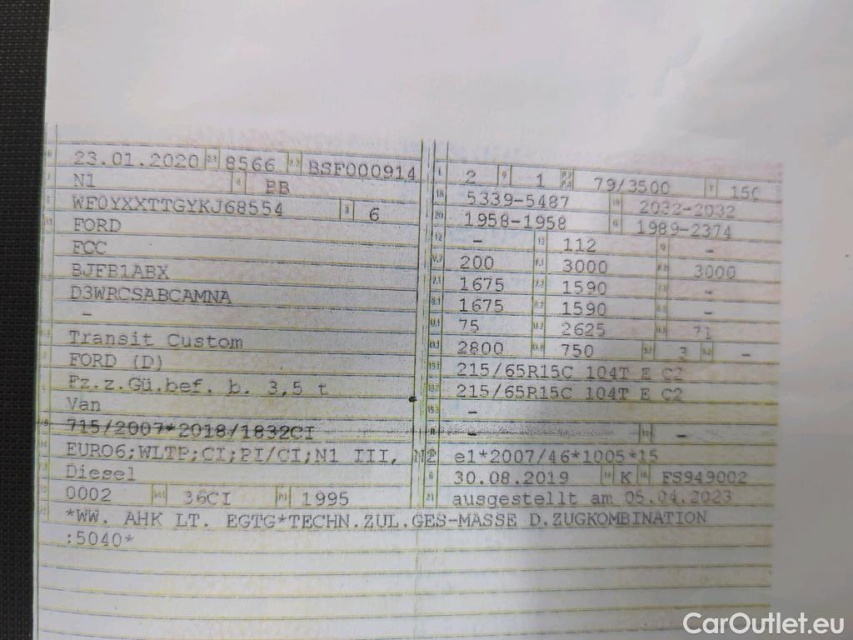 23.01.2020 8566 BSF000914
N1 BB
WF0YXXTTGYKJ68554 6
FORD
FCC
BJFB1ABX
D3WRCSABCAMNA
-
Transit Custom
FORD (D)
Fz.z.Gü.bef. b. 3,5 t
Van
715/2007*2018/1832CI
EURO6;WLTP;CI;PI/CI;N1 III, N2
Diesel
0002 36CI 1995
2 1 79/3500
5339-5487 2032-2032
1958-1958 1989-2374
- 112 -
200 3000 3000
1675 1590 -
1675 1590 -
75 2625 71
2800 750 3 -
215/65R15C 104T E C2
215/65R15C 104T E C2
-
- -
e1*2007/46*1005*15
30.08.2019 K FS949002
ausgestellt am 05.04.2023
*WW. AHK LT. EGTG*TECHN.ZUL.GES-MASSE D.ZUGKOMBINATION
:5040*
CarOutlet.eu